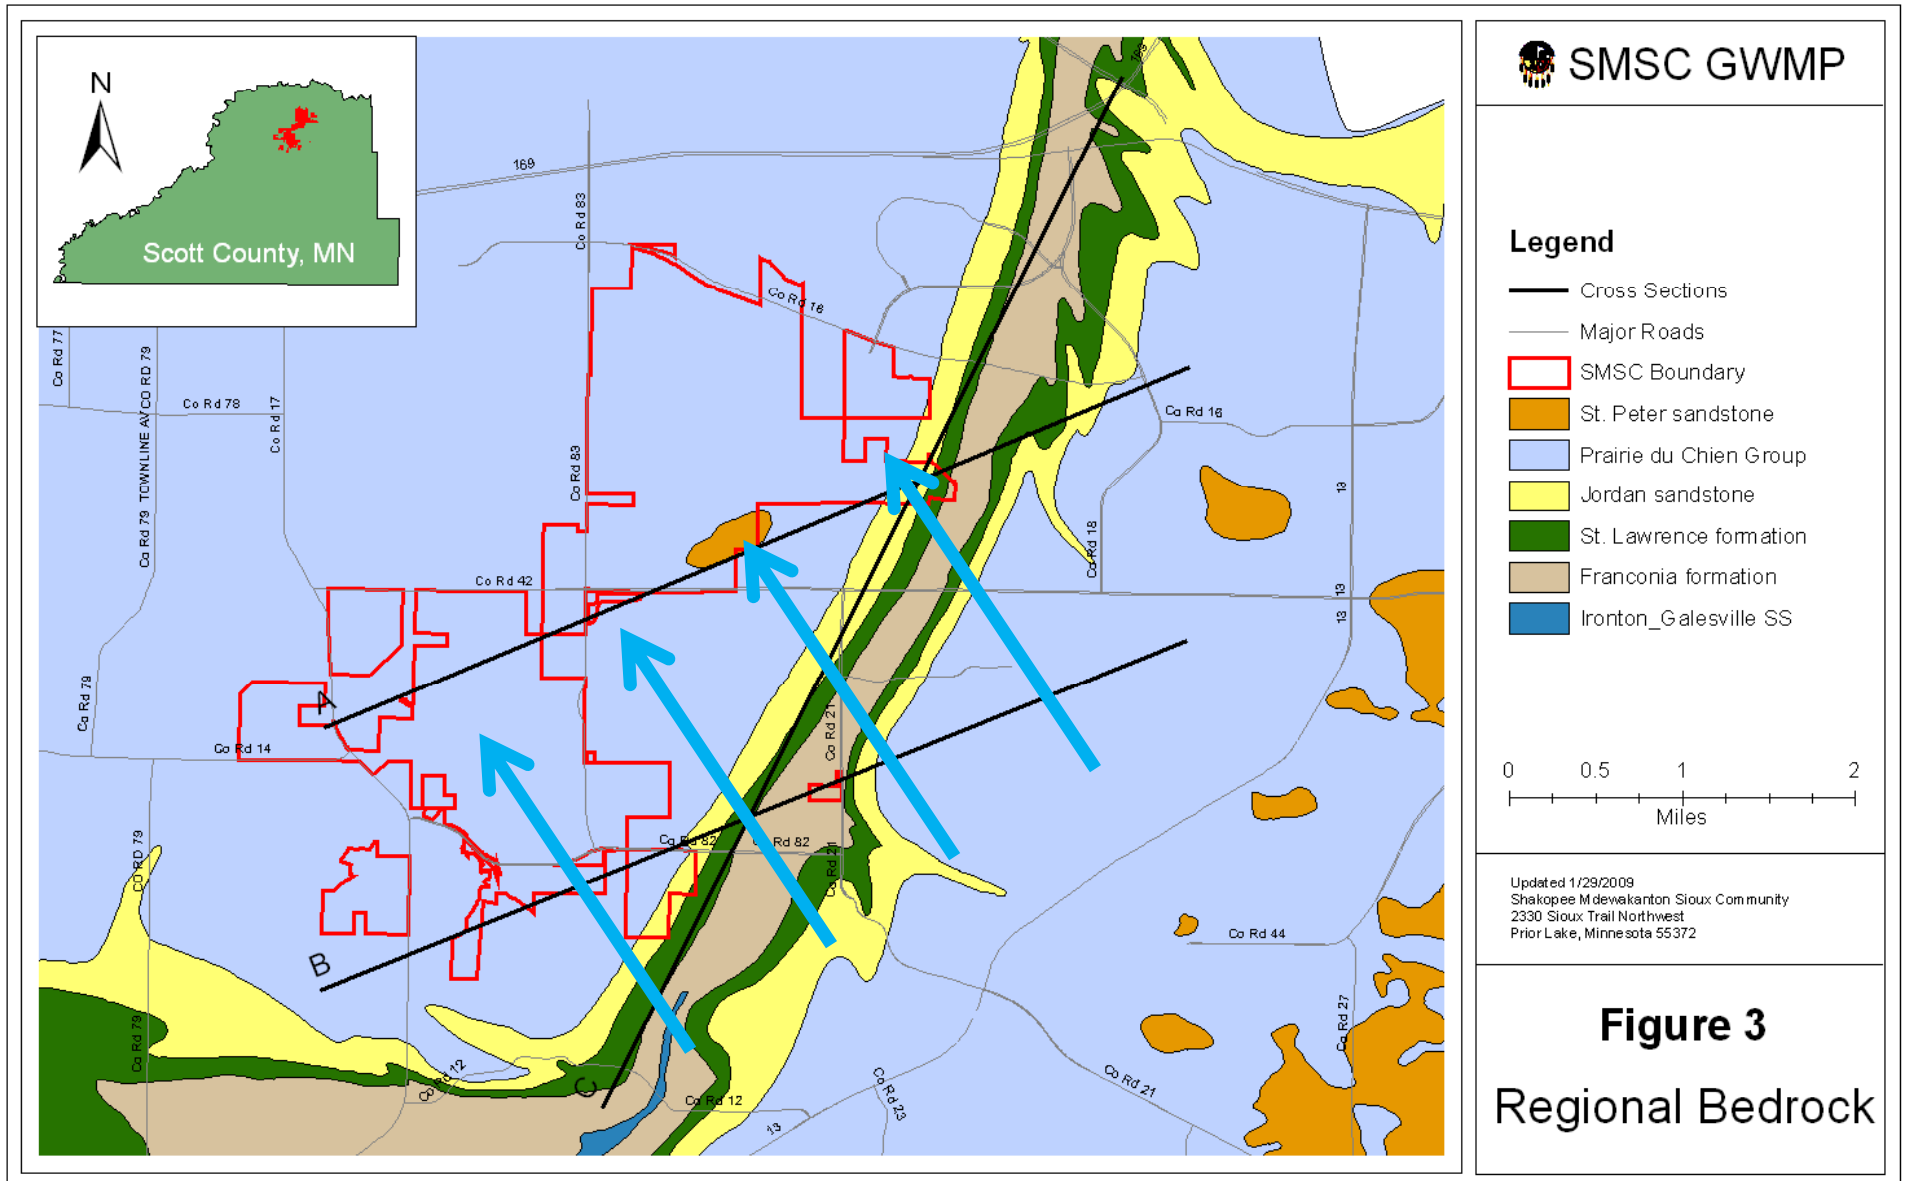 N
Scott County, MN
169
169
Co Rd 83
Co Rd 16
Co Rd 77
Co Rd 79 TOWNLINE AV CO RD 79
Co Rd 78
Co Rd 17
Co Rd 83
Co Rd 16
13
Co Rd 18
Co Rd 42
13
13
Co Rd 79
A
Co Rd 14
Co Rd 21
Co Rd 82
Co Rd 82
CO RD 79
Co Rd 21
B
Co Rd 44
Co Rd 79
Co Rd 27
Co Rd 12
C
Co Rd 12
13
Co Rd 23
Co Rd 21
SMSC GWMP
Legend
Cross Sections
Major Roads
SMSC Boundary
St. Peter sandstone
Prairie du Chien Group
Jordan sandstone
St. Lawrence formation
Franconia formation
Ironton_Galesville SS
0 0.5 1 2
Miles
Updated 1/29/2009
Shakopee Mdewakanton Sioux Community
2330 Sioux Trail Northwest
Prior Lake, Minnesota 55372
Figure 3
Regional Bedrock